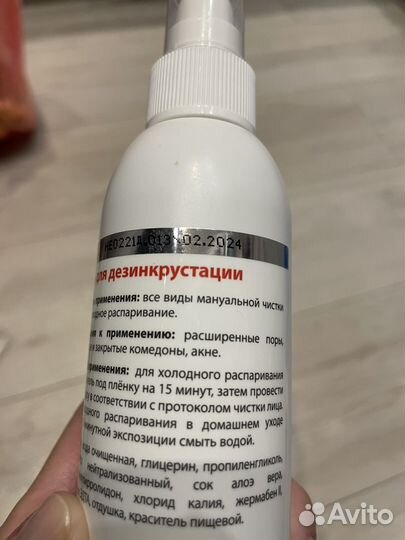 HE0221A.013 02.2024
для дезинкрустации
применения: все виды мануальной чистки
распаривание.
к применению: расширенные поры,
и закрытые комедоны, акне.
применения: для холодного распаривания
под плёнку на 15 минут, затем провести
в соответствии с протоколом чистки лица.
распаривания в домашнем уходе
экспозиции смыть водой.
очищенная, глицерин, пропиленгликоль,
нейтрализованный, сок алоэ вера,
хлорид калия, жермабен II,
отдушка, краситель пищевой.
Avito